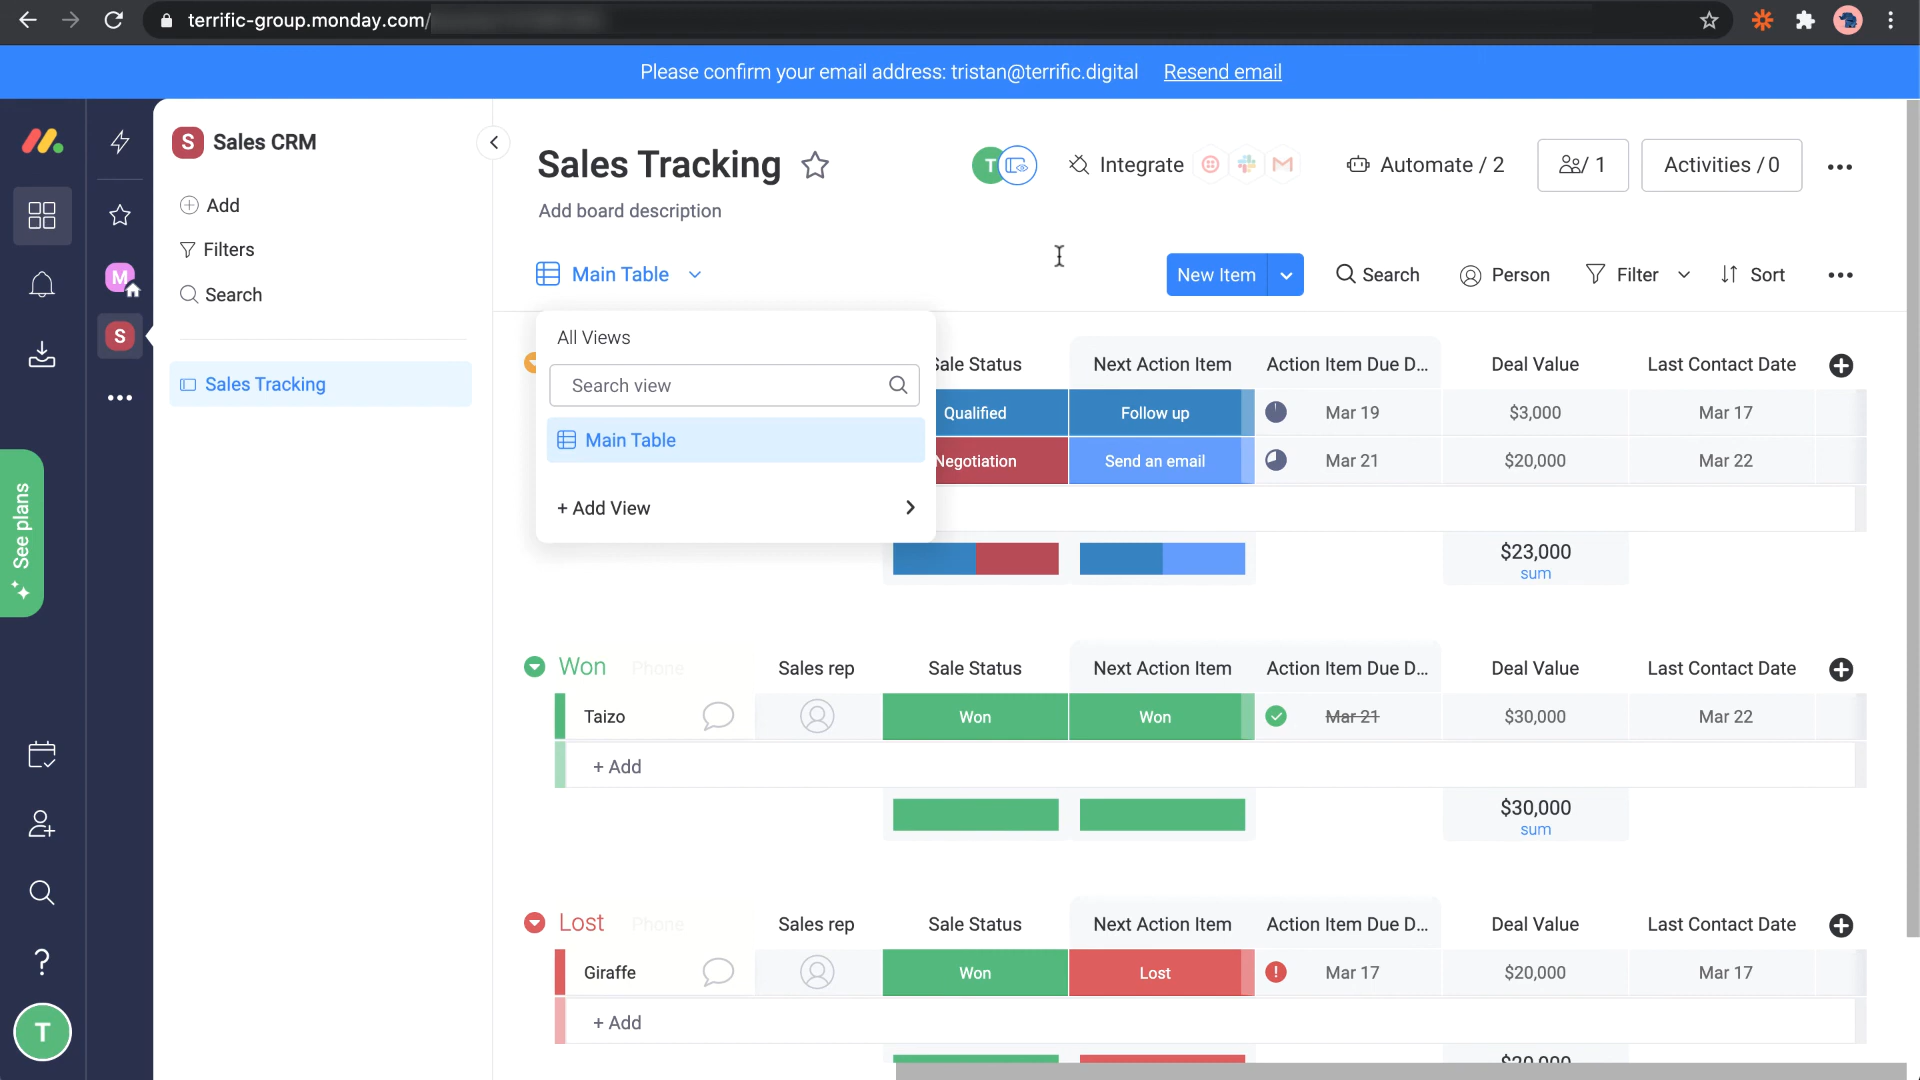 terrific-group.monday.com/
Please confirm your email address: tristan@terrific.digital Resend email
S Sales CRM
Add
Filters
Search
Sales Tracking
M
S
See plans
T
Sales Tracking
Add board description
T
Integrate
Automate / 2
/ 1
Activities / 0
Main Table
New Item
Search
Person
Filter
Sort
All Views
Search view
Main Table
+ Add View
Sale Status Next Action Item Action Item Due D... Deal Value Last Contact Date
Qualified Follow up Mar 19 $3,000 Mar 17
Negotiation Send an email Mar 21 $20,000 Mar 22
$23,000
sum
Won Phone Sales rep Sale Status Next Action Item Action Item Due D... Deal Value Last Contact Date
Taizo Won Won Mar 21 $30,000 Mar 22
+ Add
$30,000
sum
Lost Phone Sales rep Sale Status Next Action Item Action Item Due D... Deal Value Last Contact Date
Giraffe Won Lost Mar 17 $20,000 Mar 17
+ Add
$20,000